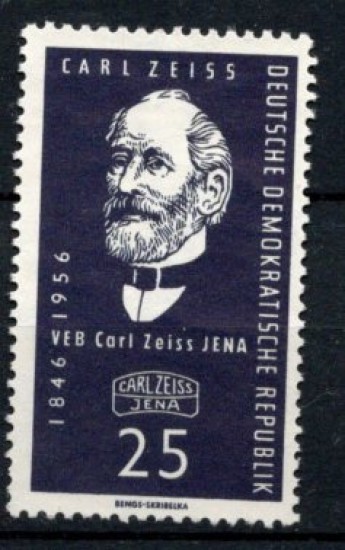 CARL ZEISS
DEUTSCHE DEMOKRATISCHE REPUBLIK
1846-1956
VEB Carl Zeiss JENA
CARL ZEISS
JENA
25
BENGS-SKRIBELKA